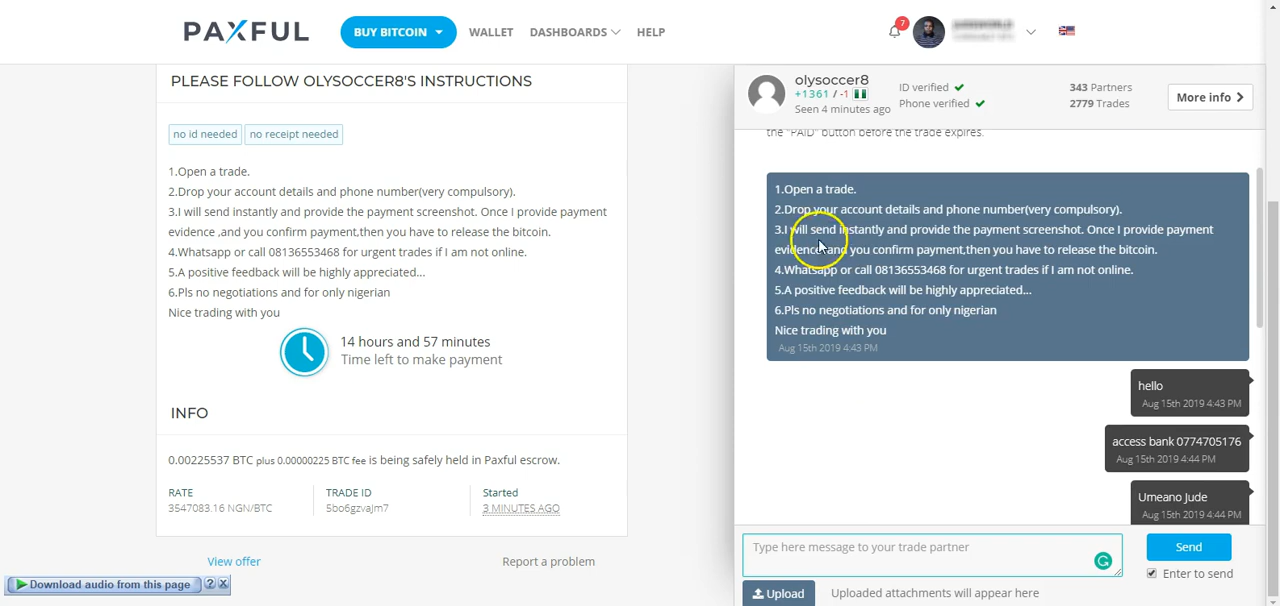 PAXFUL
BUY BITCOIN
WALLET
DASHBOARDS
HELP
7
PLEASE FOLLOW OLYSOCCER8'S INSTRUCTIONS
no id needed
no receipt needed
1.Open a trade.
2.Drop your account details and phone number(very compulsory).
3.I will send instantly and provide the payment screenshot. Once I provide payment
evidence ,and you confirm payment,then you have to release the bitcoin.
4.Whatsapp or call 08136553468 for urgent trades if I am not online.
5.A positive feedback will be highly appreciated...
6.Pls no negotiations and for only nigerian
Nice trading with you
14 hours and 57 minutes
Time left to make payment
INFO
0.00225537 BTC plus 0.00000225 BTC fee is being safely held in Paxful escrow.
RATE
3547083.16 NGN/BTC
TRADE ID
5bo6gzvaJm7
Started
3 MINUTES AGO
View offer
Report a problem
Download audio from this page ? X
olysoccer8
+1361 / -1
Seen 4 minutes ago
ID verified
Phone verified
343 Partners
2779 Trades
More info
the "PAID" button before the trade expires.
1.Open a trade.
2.Drop your account details and phone number(very compulsory).
3.I will send instantly and provide the payment screenshot. Once I provide payment
evidence ,and you confirm payment,then you have to release the bitcoin.
4.Whatsapp or call 08136553468 for urgent trades if I am not online.
5.A positive feedback will be highly appreciated...
6.Pls no negotiations and for only nigerian
Nice trading with you
Aug 15th 2019 4:43 PM
hello
Aug 15th 2019 4:43 PM
access bank 0774705176
Aug 15th 2019 4:44 PM
Umeano Jude
Aug 15th 2019 4:44 PM
Type here message to your trade partner
Send
Enter to send
Upload
Uploaded attachments will appear here